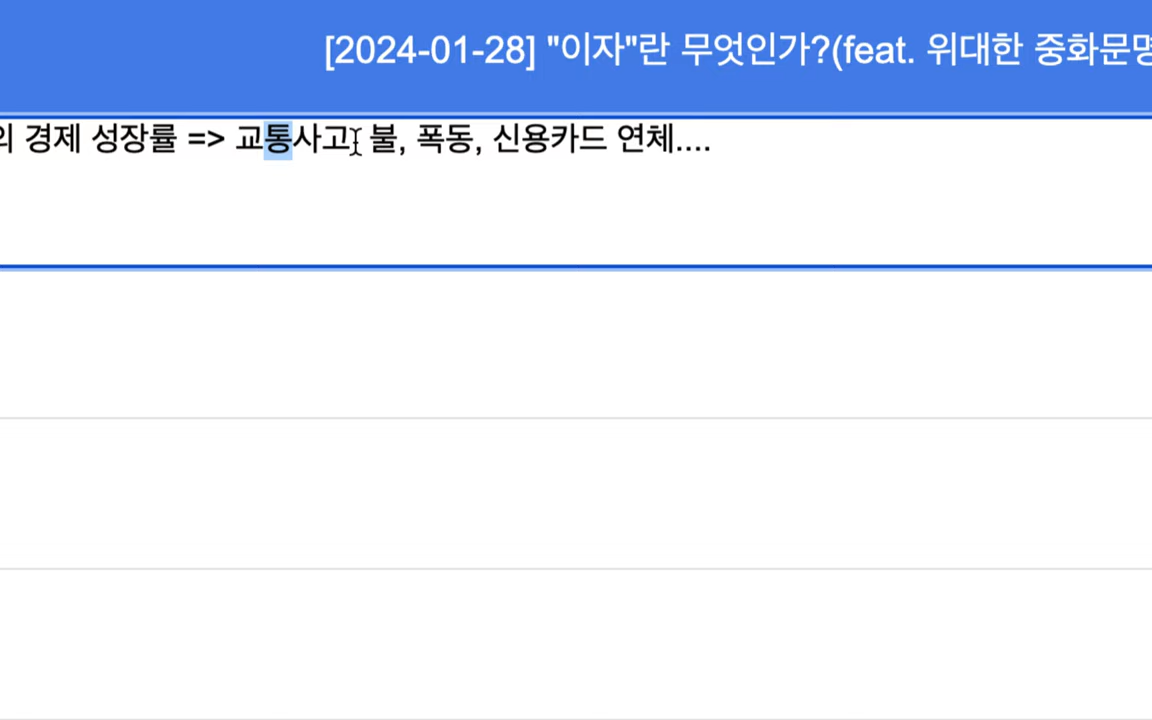 [2024-01-28] "이자"란 무엇인가?(feat. 위대한 중화문명
의 경제 성장률 => 교통사고, 불, 폭동, 신용카드 연체....